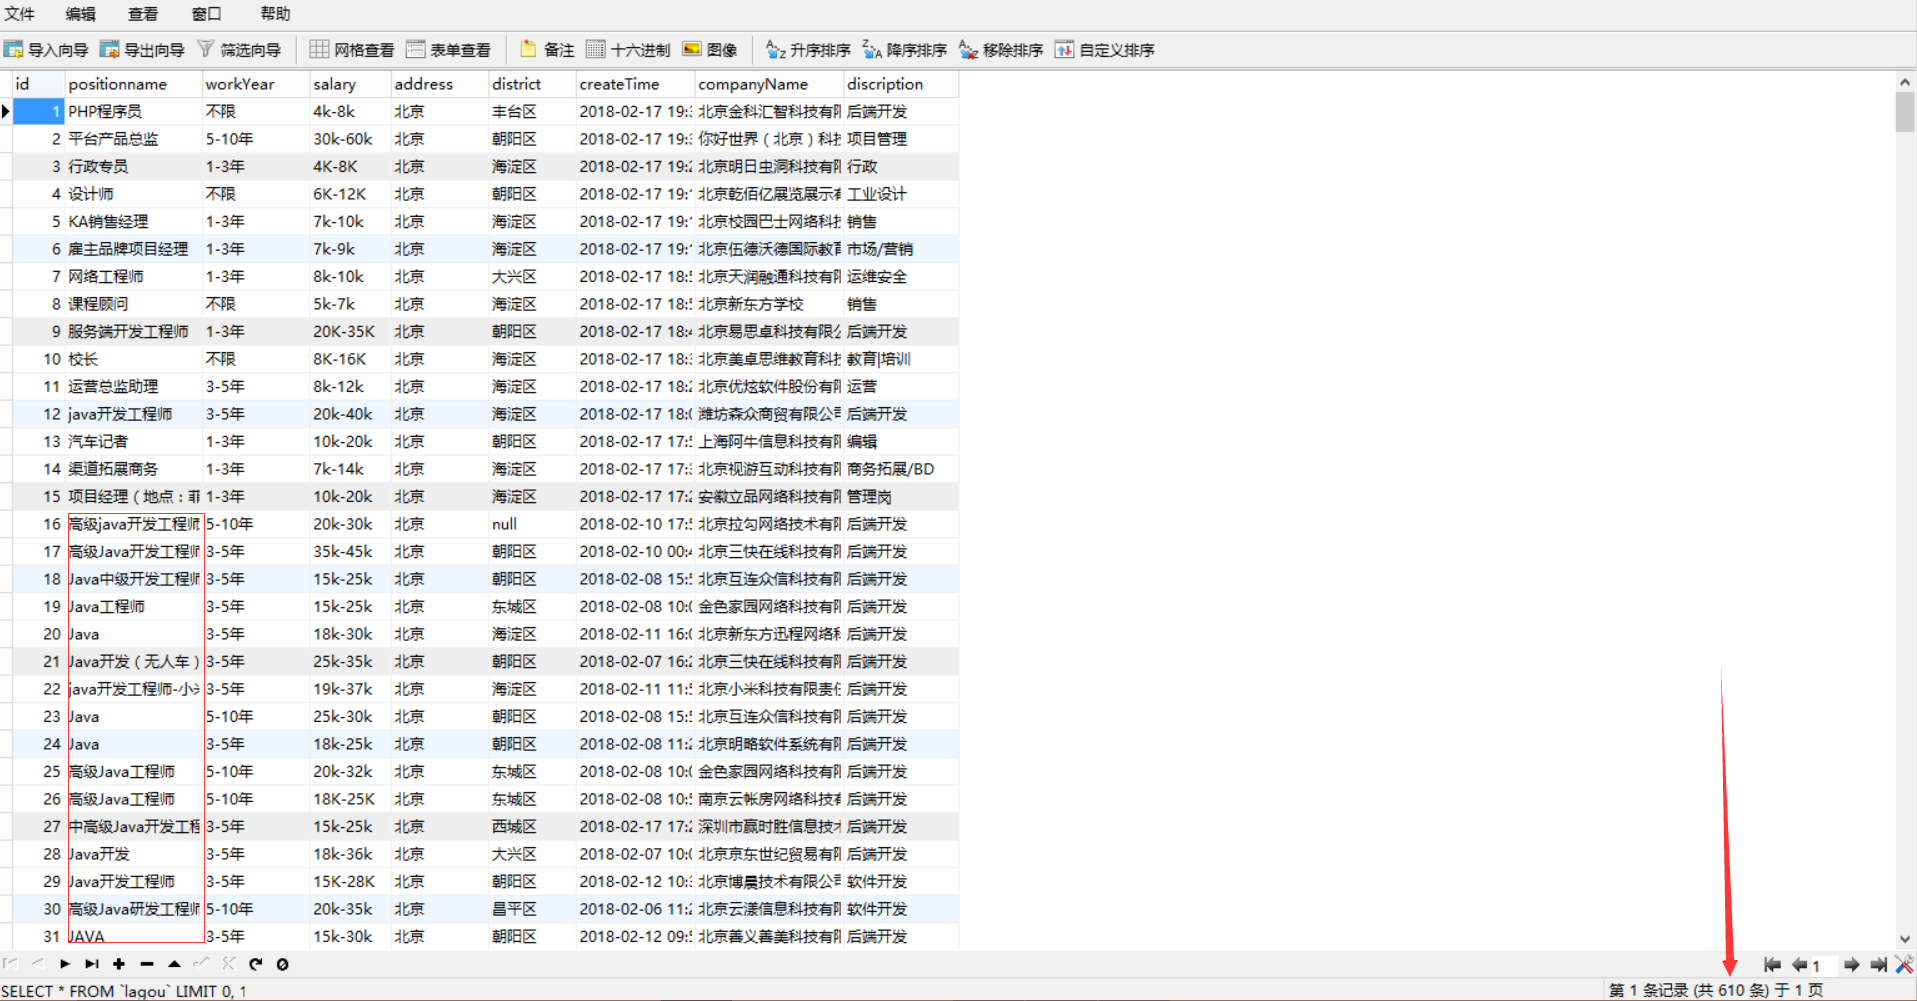 文件 编辑 查看 窗口 帮助
导入向导 导出向导 筛选向导 网格查看 表单查看 备注 十六进制 图像 升序排序 降序排序 移除排序 自定义排序
id positionname workYear salary address district createTime companyName discription
1 PHP程序员 不限 4k-8k 北京 丰台区 2018-02-17 19: 北京金科汇智科技有限 后端开发
2 平台产品总监 5-10年 30k-60k 北京 朝阳区 2018-02-17 19: 你好世界（北京）科技 项目管理
3 行政专员 1-3年 4K-8K 北京 海淀区 2018-02-17 19:2 北京明日虫洞科技有限 行政
4 设计师 不限 6K-12K 北京 朝阳区 2018-02-17 19: 北京乾佰亿展览展示有 工业设计
5 KA销售经理 1-3年 7k-10k 北京 海淀区 2018-02-17 19: 北京校园巴士网络科技 销售
6 雇主品牌项目经理 1-3年 7k-9k 北京 海淀区 2018-02-17 19: 北京伍德沃德国际教育 市场/营销
7 网络工程师 1-3年 8k-10k 北京 大兴区 2018-02-17 18:5 北京天润融通科技有限 运维安全
8 课程顾问 不限 5k-7k 北京 海淀区 2018-02-17 18:5 北京新东方学校 销售
9 服务端开发工程师 1-3年 20K-35K 北京 朝阳区 2018-02-17 18:4 北京易思卓科技有限公 后端开发
10 校长 不限 8K-16K 北京 海淀区 2018-02-17 18: 北京美卓思维教育科技 教育|培训
11 运营总监助理 3-5年 8k-12k 北京 海淀区 2018-02-17 18:2 北京优炫软件股份有限 运营
12 java开发工程师 3-5年 20k-40k 北京 海淀区 2018-02-17 18:0 潍坊森众商贸有限公司 后端开发
13 汽车记者 1-3年 10k-20k 北京 朝阳区 2018-02-17 17:5 上海阿牛信息科技有限 编辑
14 渠道拓展商务 1-3年 7k-14k 北京 海淀区 2018-02-17 17: 北京视游互动科技有限 商务拓展/BD
15 项目经理（地点：菲 1-3年 10k-20k 北京 海淀区 2018-02-17 17:2 安徽立品网络科技有限 管理岗
16 高级java开发工程师 5-10年 20k-30k 北京 null 2018-02-10 17:5 北京拉勾网络技术有限 后端开发
17 高级Java开发工程师 3-5年 35k-45k 北京 朝阳区 2018-02-10 00:4 北京三快在线科技有限 后端开发
18 Java中级开发工程师 3-5年 15k-25k 北京 朝阳区 2018-02-08 15:5 北京互连众信科技有限 后端开发
19 Java工程师 3-5年 15k-25k 北京 东城区 2018-02-08 10:0 金色家园网络科技有限 后端开发
20 Java 3-5年 18k-30k 北京 海淀区 2018-02-11 16:0 北京新东方迅程网络科 后端开发
21 Java开发（无人车） 3-5年 25k-35k 北京 朝阳区 2018-02-07 16:2 北京三快在线科技有限 后端开发
22 java开发工程师-小米 3-5年 19k-37k 北京 海淀区 2018-02-11 11:5 北京小米科技有限责任 后端开发
23 Java 5-10年 25k-30k 北京 朝阳区 2018-02-08 15:5 北京互连众信科技有限 后端开发
24 Java 3-5年 18k-25k 北京 朝阳区 2018-02-08 11:2 北京明略软件系统有限 后端开发
25 高级Java工程师 5-10年 20k-32k 北京 东城区 2018-02-08 10:0 金色家园网络科技有限 后端开发
26 高级Java工程师 5-10年 18K-25K 北京 东城区 2018-02-08 10:5 南京云帐房网络科技有 后端开发
27 中高级Java开发工程 3-5年 15k-25k 北京 西城区 2018-02-17 17:2 深圳市赢时胜信息技术 后端开发
28 Java开发 3-5年 18k-36k 北京 大兴区 2018-02-07 10:0 北京京东世纪贸易有限 后端开发
29 Java开发工程师 3-5年 15K-28K 北京 朝阳区 2018-02-12 10: 北京博晨技术有限公司 软件开发
30 高级Java研发工程师 5-10年 20k-35k 北京 昌平区 2018-02-06 11:2 北京云漾信息科技有限 软件开发
31 JAVA 3-5年 15k-30k 北京 朝阳区 2018-02-12 09:5 北京善义善美科技有限 后端开发
1
SELECT * FROM `lagou` LIMIT 0, 1 第 1 条记录 (共 610 条) 于 1 页